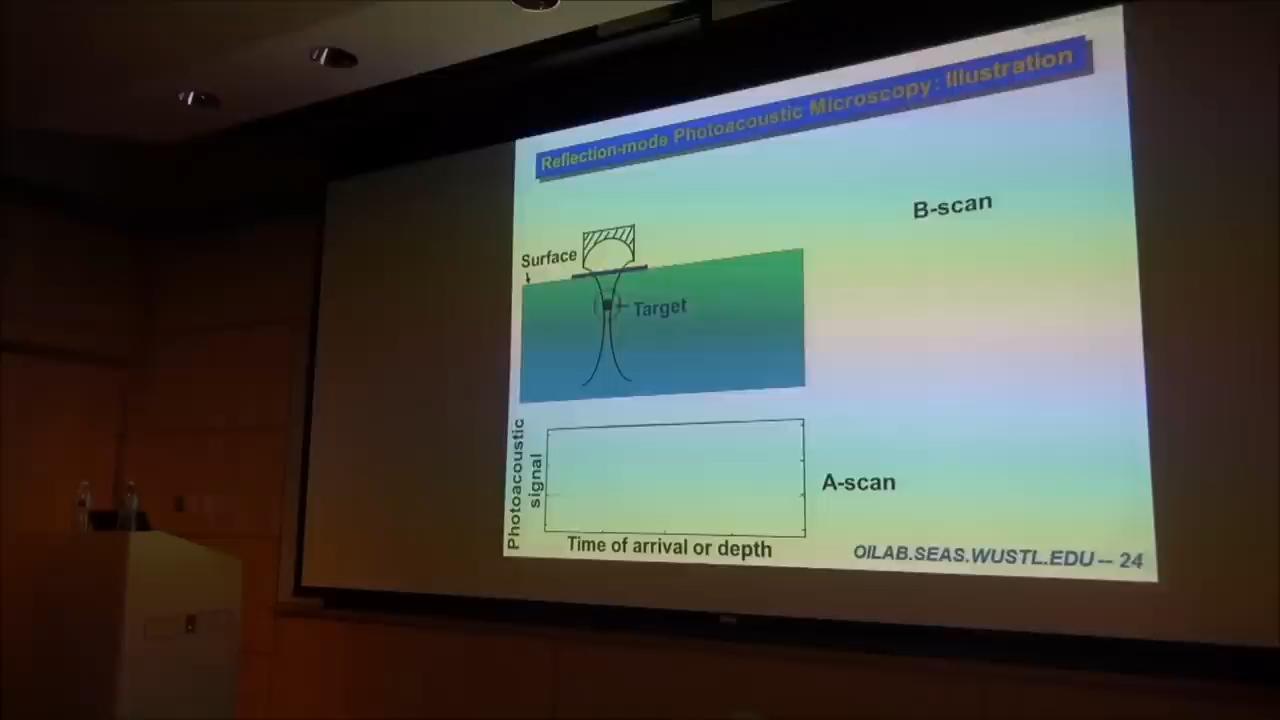 Reflection-mode Photoacoustic Microscopy: Illustration
B-scan
Surface
Target
Photoacoustic
signal
A-scan
Time of arrival or depth
OILAB.SEAS.WUSTL.EDU -- 24